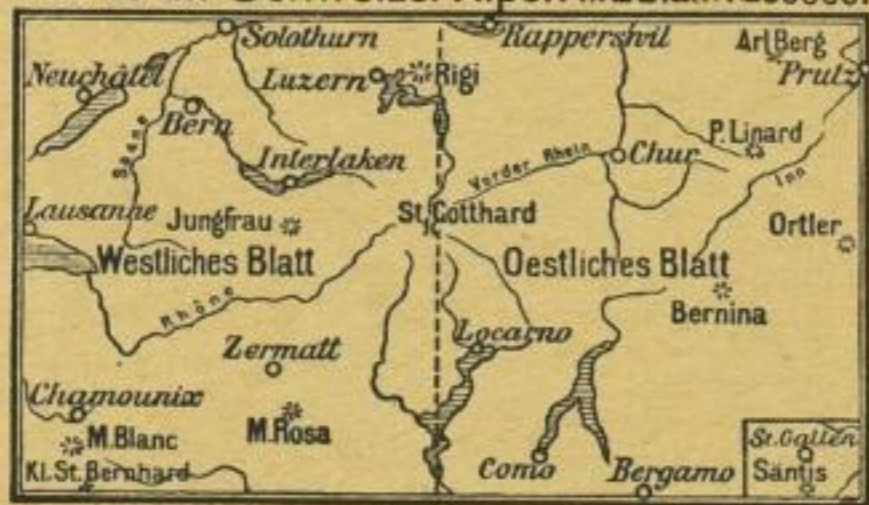 Solothurn
Rappershvil
Arl Berg
Neuchâtel
Luzern
Rigi
Prutz
Bern
P. Linard
Saane
Interlaken
Vorder Rhein
Chur
Inn
Lausanne
Jungfrau
St. Gotthard
Ortler
Westliches Blatt
Oestliches Blatt
Rhône
Bernina
Zermatt
Locarno
Chamounix
M. Blanc
M. Rosa
St. Gallen
Kl. St. Bernhard
Como
Bergamo
Säntis